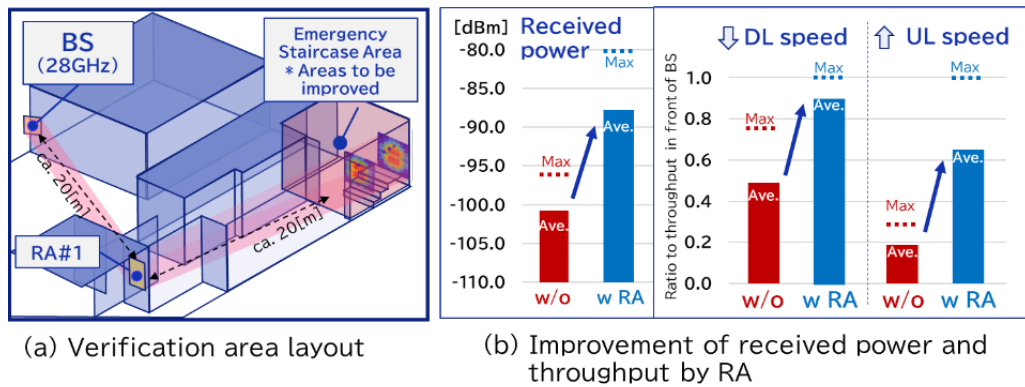 BS
(28GHz)
Emergency
Staircase Area
* Areas to be
improved
ca. 20[m]
ca. 20[m]
RA#1
(a) Verification area layout
[dBm]
Received
power
-80.0
-85.0
-90.0
-95.0
-100.0
-105.0
-110.0
Max
Max
Ave.
Ave.
w/o
w RA
DL speed
UL speed
Ratio to throughput in front of BS
1.0
0.8
0.6
0.4
0.2
0.0
Max
Max
Ave.
Ave.
Max
Max
Ave.
Ave.
w/o
w RA
w/o
w RA
(b) Improvement of received power and
throughput by RA